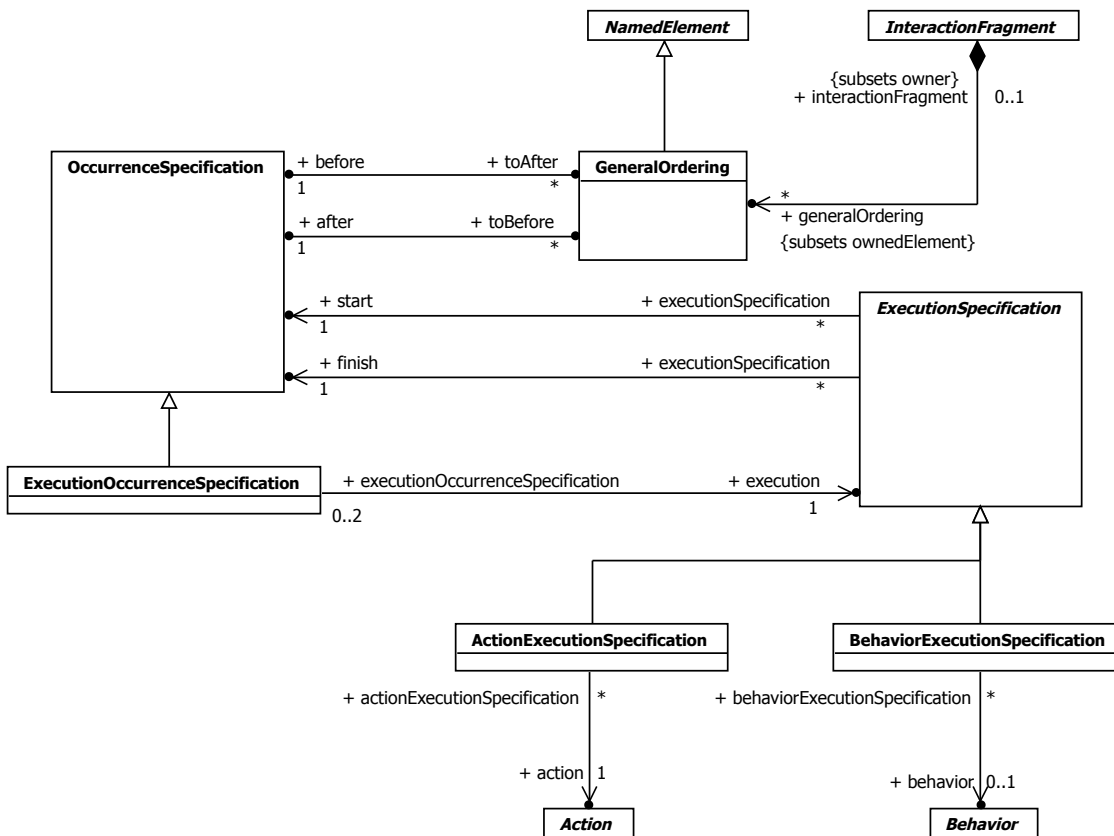 NamedElement
InteractionFragment
{subsets owner}
+ interactionFragment
0..1
OccurrenceSpecification
+ before
+ toAfter
1
*
GeneralOrdering
*
+ generalOrdering
{subsets ownedElement}
+ after
+ toBefore
1
*
+ start
+ executionSpecification
1
*
ExecutionSpecification
+ finish
+ executionSpecification
1
*
ExecutionOccurrenceSpecification
+ executionOccurrenceSpecification
+ execution
0..2
1
ActionExecutionSpecification
BehaviorExecutionSpecification
+ actionExecutionSpecification
*
+ behaviorExecutionSpecification
*
+ action
1
+ behavior
0..1
Action
Behavior